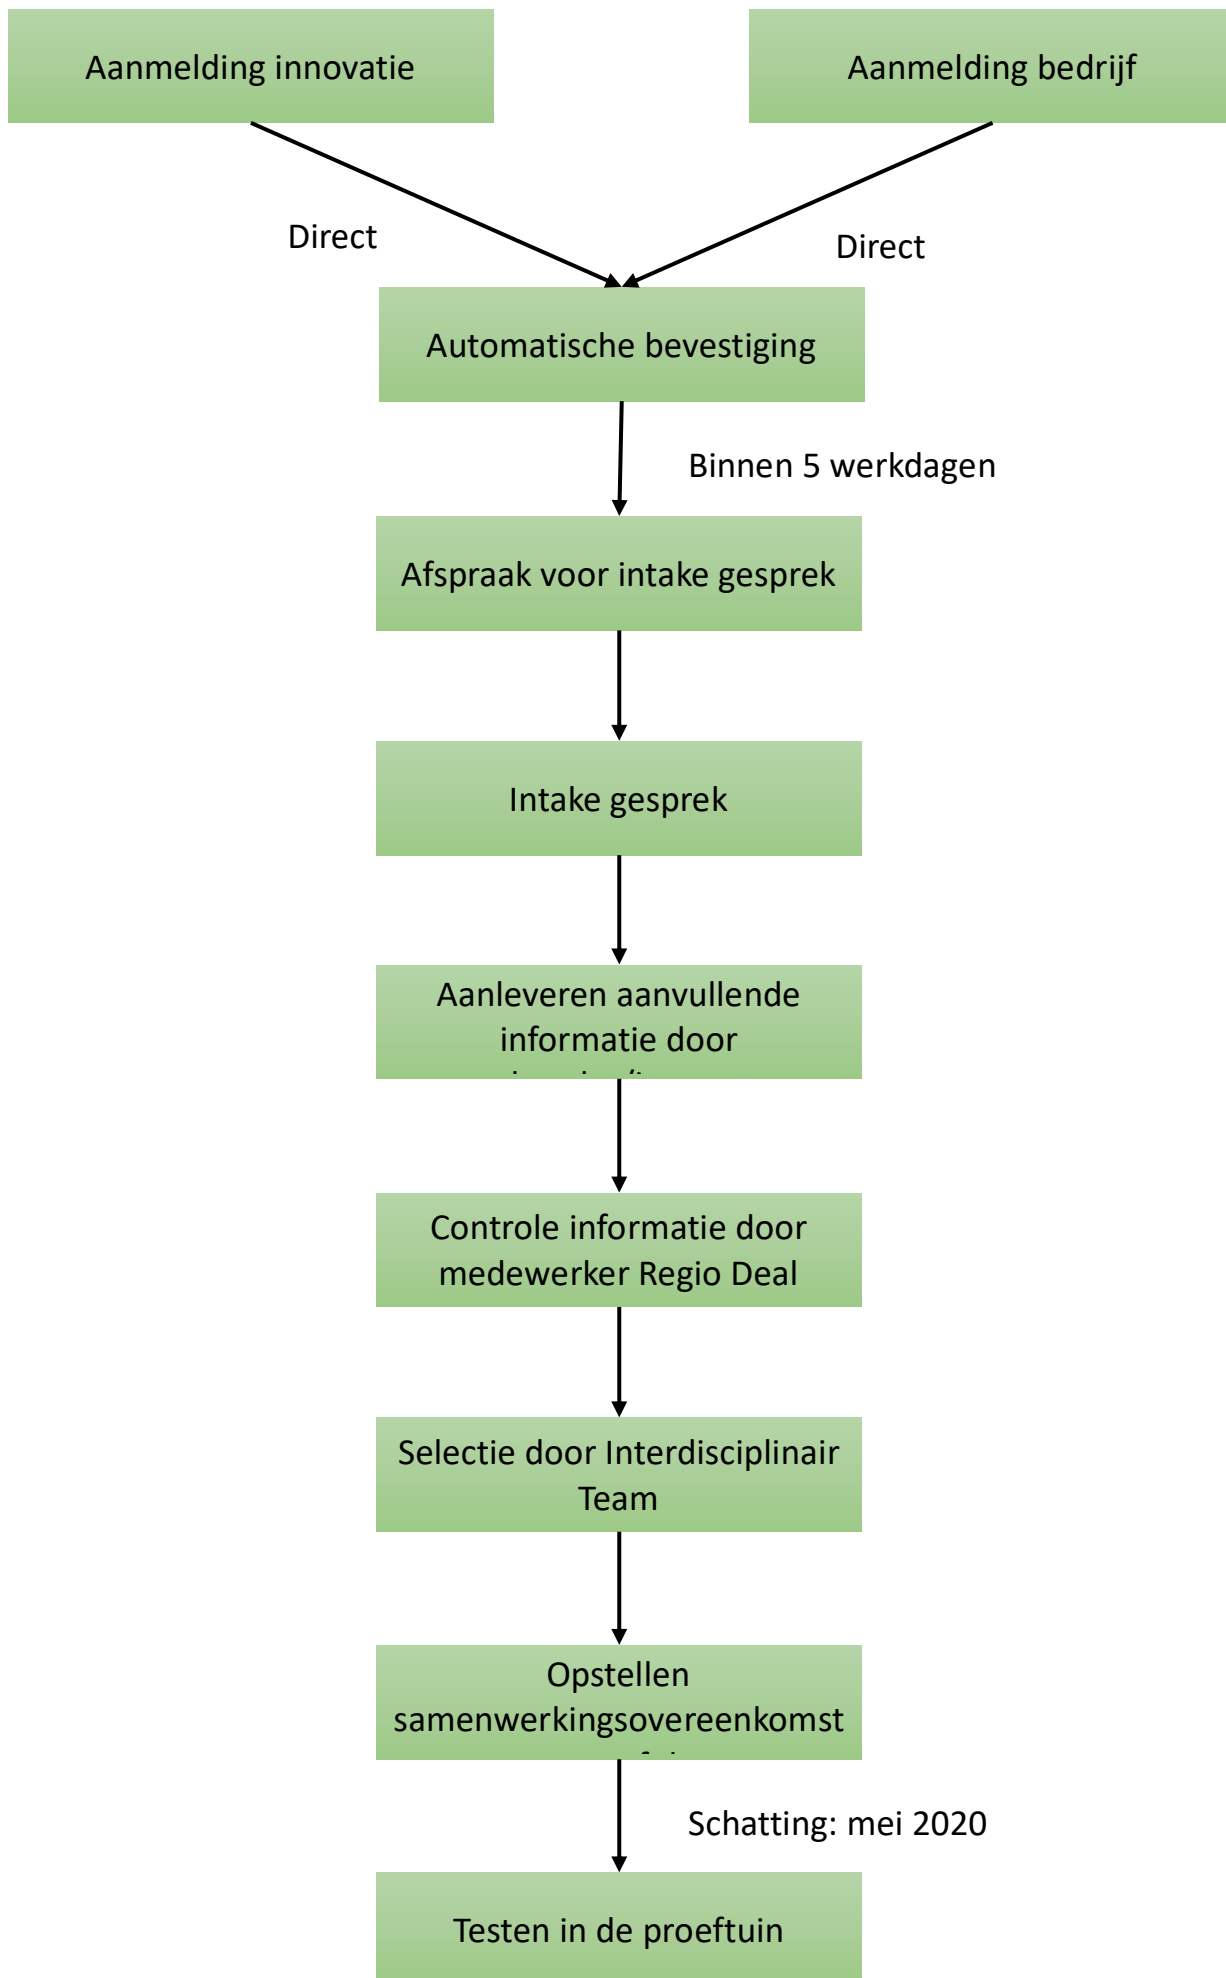 Aanmelding innovatie
Aanmelding bedrijf
Direct
Direct
Automatische bevestiging
Binnen 5 werkdagen
Afspraak voor intake gesprek
Intake gesprek
Aanleveren aanvullende
informatie door
Controle informatie door
medewerker Regio Deal
Selectie door Interdisciplinair
Team
Opstellen
samenwerkingsovereenkomst
Schatting: mei 2020
Testen in de proeftuin